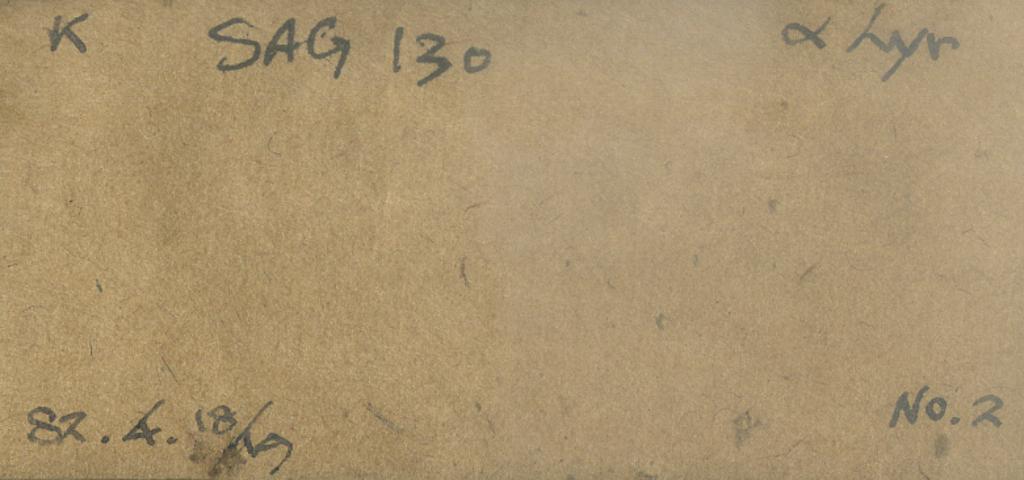 K SAG 130 α Lyr
82.4.18/19 No. 2